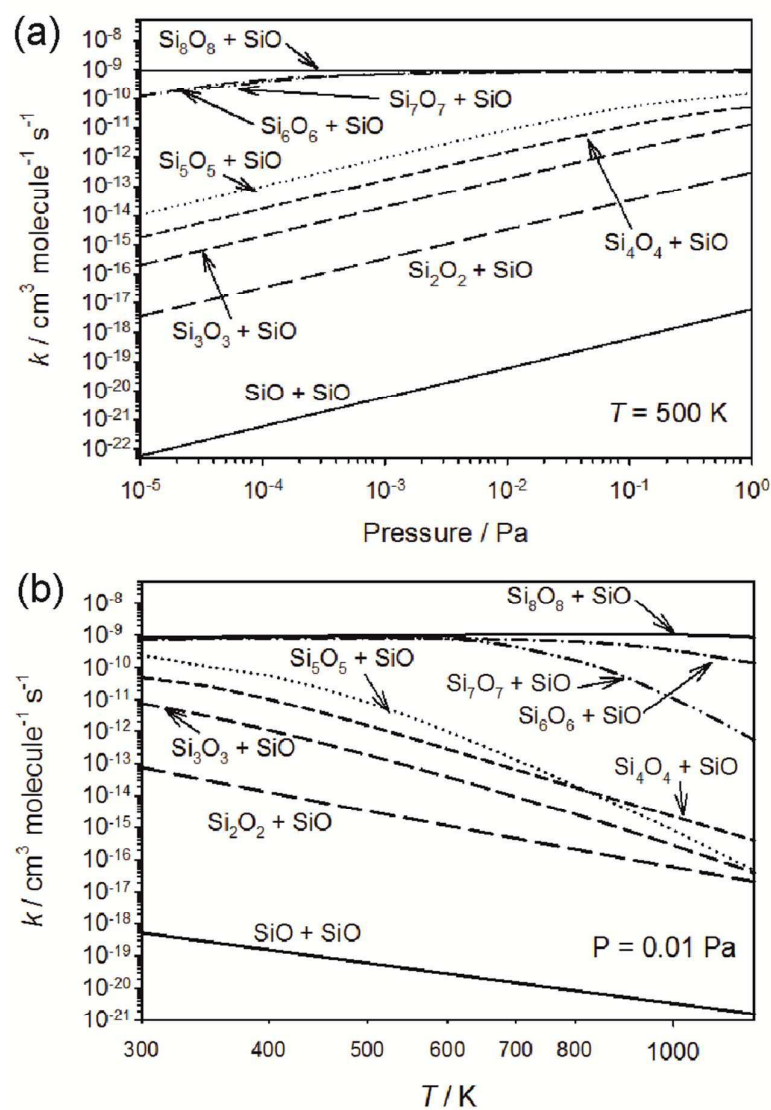 (a)
10⁻⁸
Si₈O₈ + SiO
10⁻⁹
10⁻¹⁰
Si₇O₇ + SiO
10⁻¹¹
Si₆O₆ + SiO
10⁻¹²
Si₅O₅ + SiO
10⁻¹³
10⁻¹⁴
10⁻¹⁵
Si₄O₄ + SiO
10⁻¹⁶
Si₂O₂ + SiO
10⁻¹⁷
10⁻¹⁸
Si₃O₃ + SiO
10⁻¹⁹
10⁻²⁰
SiO + SiO
10⁻²¹
T = 500 K
10⁻²²
k / cm³ molecule⁻¹ s⁻¹
10⁻⁵ 10⁻⁴ 10⁻³ 10⁻² 10⁻¹ 10⁰
Pressure / Pa
(b)
10⁻⁸
Si₈O₈ + SiO
10⁻⁹
Si₅O₅ + SiO
10⁻¹⁰
Si₇O₇ + SiO
10⁻¹¹
Si₆O₆ + SiO
10⁻¹²
Si₃O₃ + SiO
10⁻¹³
Si₄O₄ + SiO
10⁻¹⁴
Si₂O₂ + SiO
10⁻¹⁵
10⁻¹⁶
10⁻¹⁷
10⁻¹⁸
SiO + SiO
P = 0.01 Pa
10⁻¹⁹
10⁻²⁰
10⁻²¹
k / cm³ molecule⁻¹ s⁻¹
300 400 500 600 700 800 1000
T / K